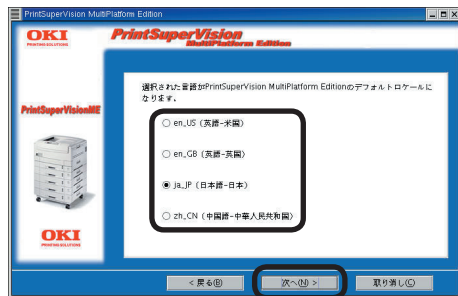 PrintSuperVision MultiPlatform Edition
OKI
PRINTING SOLUTIONS
PrintSuperVision
MultiPlatform Edition
選択された言語がPrintSuperVision MultiPlatform Editionのデフォルトロケールに
なります。
PrintSuperVisionME
en_US (英語-米国)
en_GB (英語-英国)
ja_JP (日本語-日本)
zh_CN (中国語-中華人民共和国)
OKI
PRINTING SOLUTIONS
< 戻る(B)
次へ(N) >
取り消し(C)